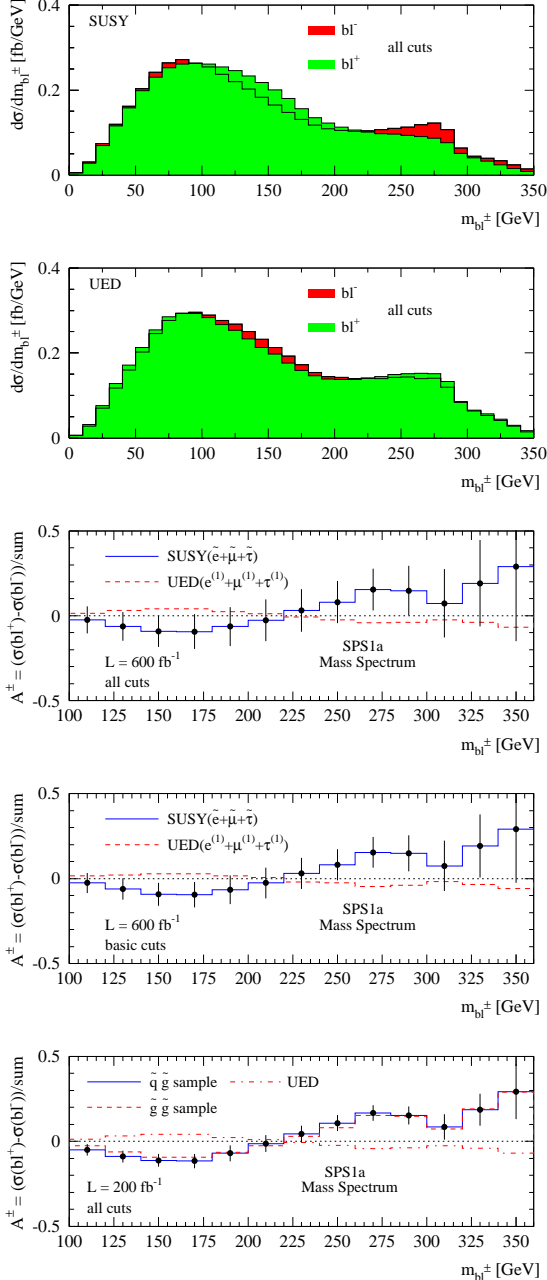 SUSY
bl⁻
bl⁺
all cuts
dσ/dm_bl± [fb/GeV]
0
0.2
0.4
0 50 100 150 200 250 300 350
m_bl± [GeV]
UED
bl⁻
bl⁺
all cuts
dσ/dm_bl± [fb/GeV]
0
0.2
0.4
0 50 100 150 200 250 300 350
m_bl± [GeV]
A± = (σ(bl⁺)-σ(bl⁻))/sum
0.5
0
-0.5
SUSY(ẽ+μ̃+τ̃)
UED(e⁽¹⁾+μ⁽¹⁾+τ⁽¹⁾)
L = 600 fb⁻¹
all cuts
SPS1a
Mass Spectrum
100 125 150 175 200 225 250 275 300 325 350
m_bl± [GeV]
A± = (σ(bl⁺)-σ(bl⁻))/sum
0.5
0
-0.5
SUSY(ẽ+μ̃+τ̃)
UED(e⁽¹⁾+μ⁽¹⁾+τ⁽¹⁾)
L = 600 fb⁻¹
basic cuts
SPS1a
Mass Spectrum
100 125 150 175 200 225 250 275 300 325 350
m_bl± [GeV]
A± = (σ(bl⁺)-σ(bl⁻))/sum
0.5
0
-0.5
q̃ g̃ sample
UED
g̃ g̃ sample
L = 200 fb⁻¹
all cuts
SPS1a
Mass Spectrum
100 125 150 175 200 225 250 275 300 325 350
m_bl± [GeV]